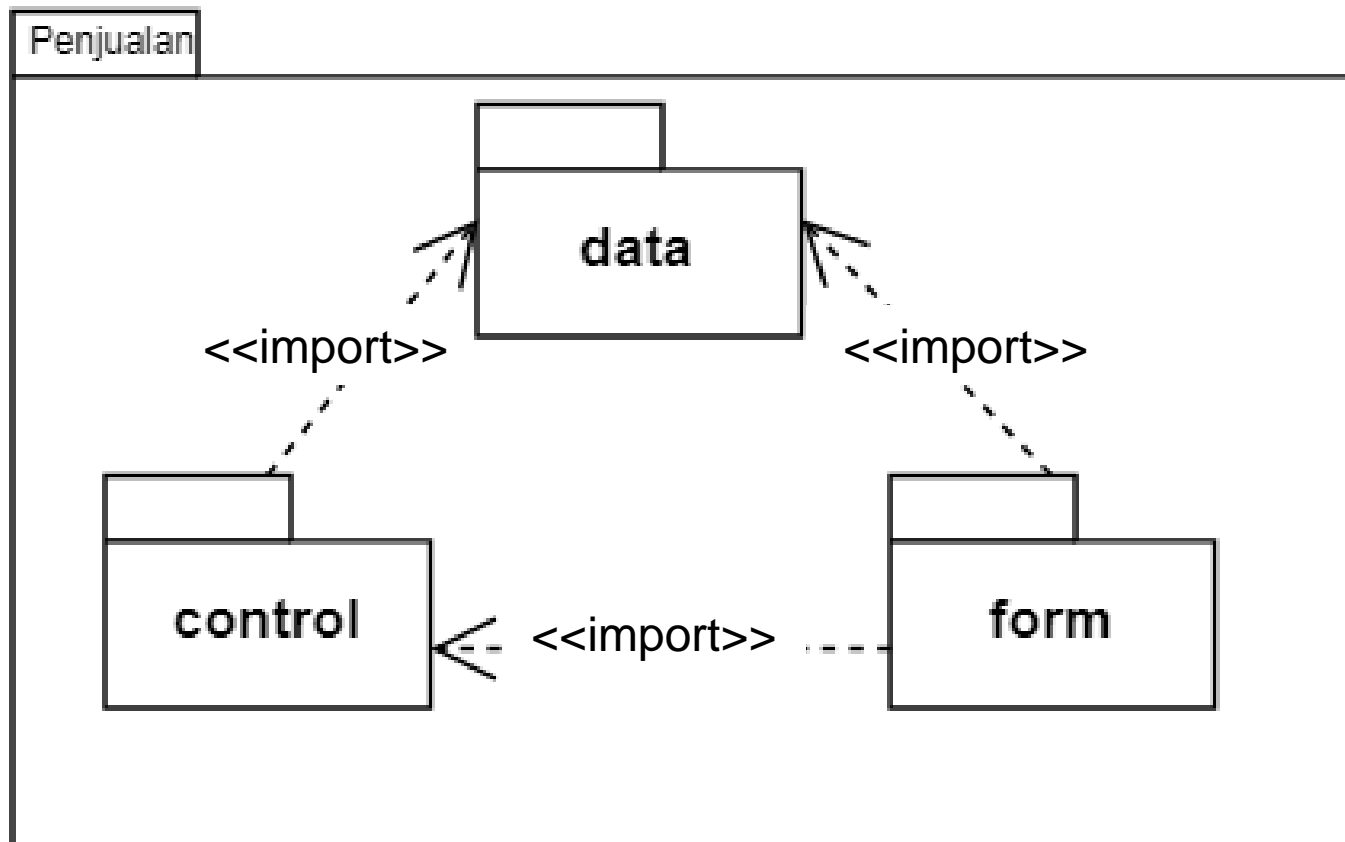 Penjualan
data
<<import>>
<<import>>
control
<<import>>
form